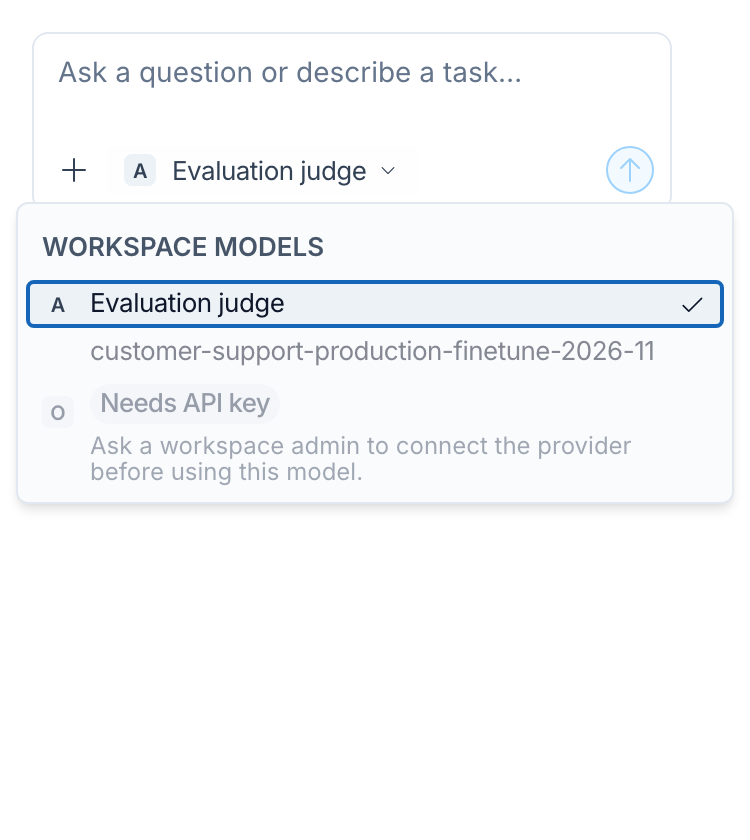 Ask a question or describe a task...
A Evaluation judge
WORKSPACE MODELS
A Evaluation judge
customer-support-production-finetune-2026-11
O Needs API key
Ask a workspace admin to connect the provider
before using this model.